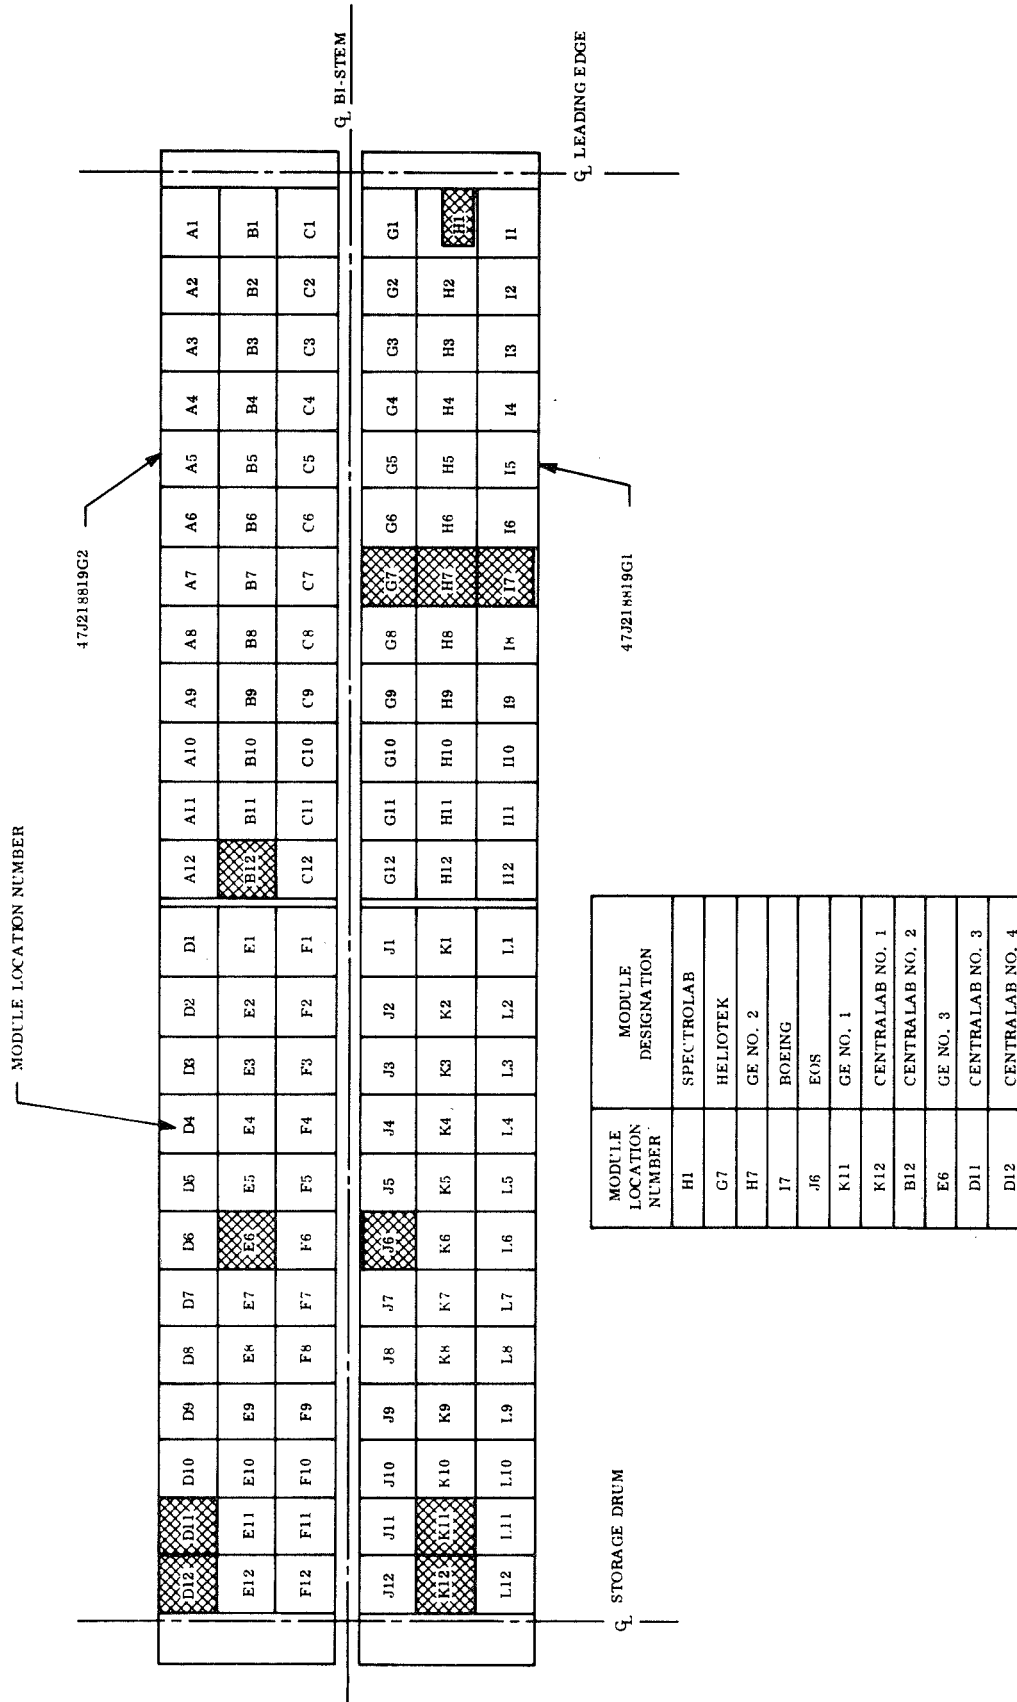 MODULE LOCATION NUMBER
47J218819G2
℄ BI-STEM
A1
A2
A3
A4
A5
A6
A7
A8
A9
A10
A11
A12
D1
D2
D3
D4
D5
D6
D7
D8
D9
D10
D11
D12
B1
B2
B3
B4
B5
B6
B7
B8
B9
B10
B11
B12
E1
E2
E3
E4
E5
E6
E7
E8
E9
E10
E11
E12
C1
C2
C3
C4
C5
C6
C7
C8
C9
C10
C11
C12
F1
F2
F3
F4
F5
F6
F7
F8
F9
F10
F11
F12
G1
G2
G3
G4
G5
G6
G7
G8
G9
G10
G11
G12
J1
J2
J3
J4
J5
J6
J7
J8
J9
J10
J11
J12
H1
H2
H3
H4
H5
H6
H7
H8
H9
H10
H11
H12
K1
K2
K3
K4
K5
K6
K7
K8
K9
K10
K11
K12
I1
I2
I3
I4
I5
I6
I7
I8
I9
I10
I11
I12
L1
L2
L3
L4
L5
L6
L7
L8
L9
L10
L11
L12
℄ LEADING EDGE
47J218819G1
℄ STORAGE DRUM
MODULE LOCATION NUMBER MODULE DESIGNATION
H1 SPECTROLAB
G7 HELIOTEK
H7 GE NO. 2
I7 BOEING
J6 EOS
K11 GE NO. 1
K12 CENTRALAB NO. 1
B12 CENTRALAB NO. 2
E6 GE NO. 3
D11 CENTRALAB NO. 3
D12 CENTRALAB NO. 4